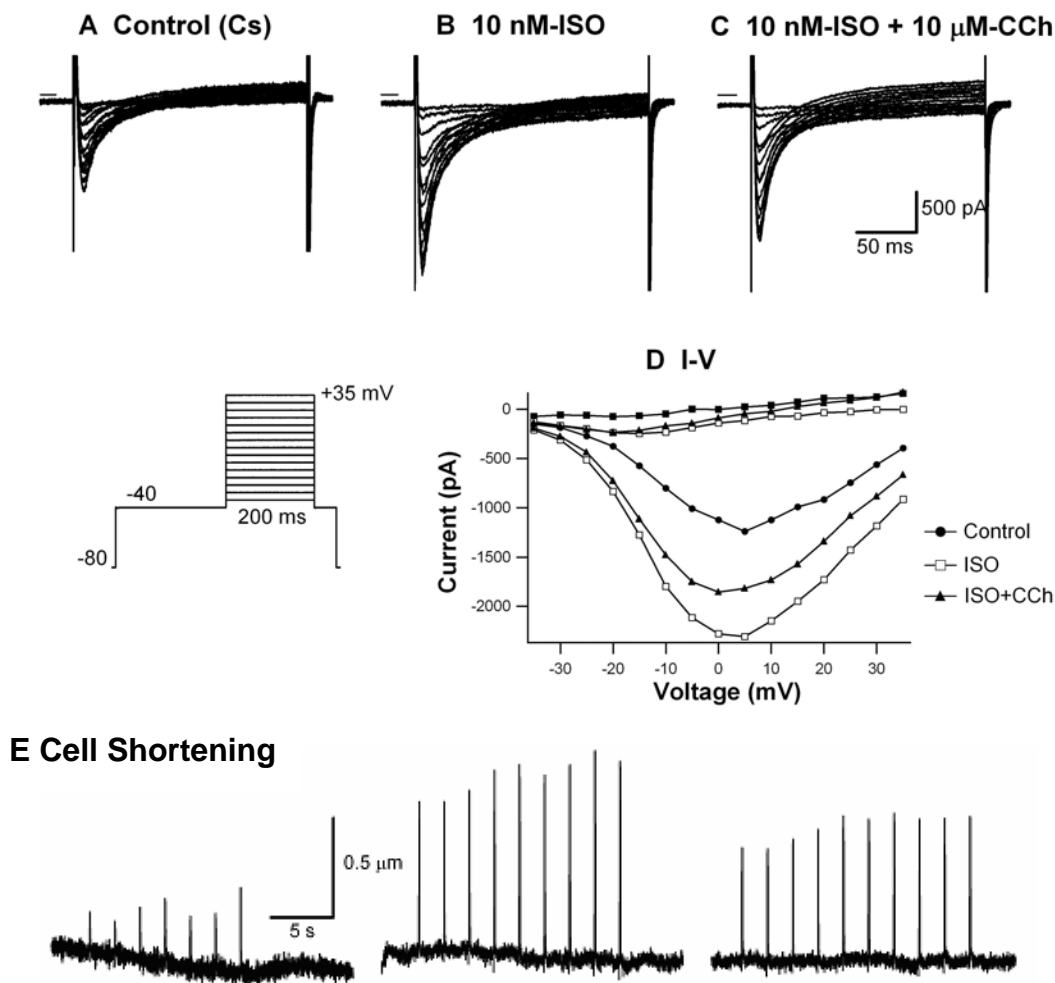 A Control (Cs)
B 10 nM-ISO
C 10 nM-ISO + 10 μM-CCh
500 pA
50 ms
+35 mV
-40
200 ms
-80
D I-V
Current (pA)
0
-500
-1000
-1500
-2000
-30
-20
-10
0
10
20
30
Voltage (mV)
Control
ISO
ISO+CCh
E Cell Shortening
0.5 μm
5 s